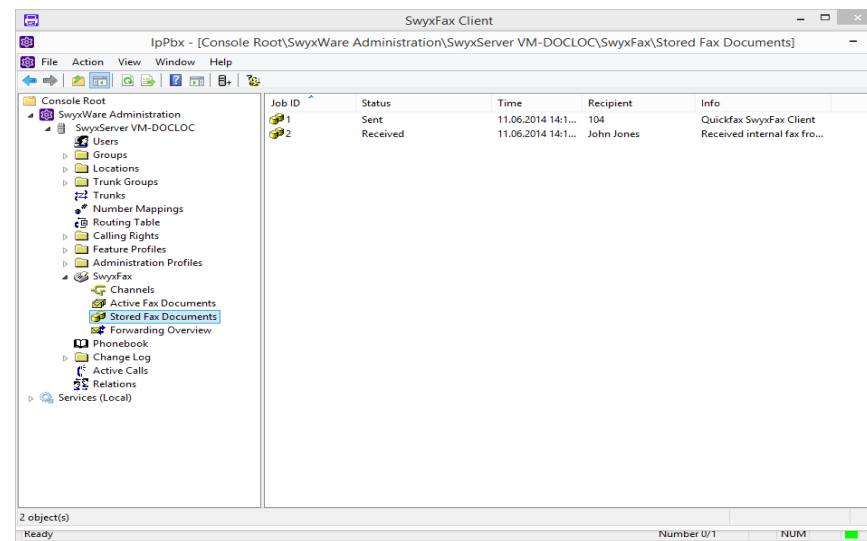 SwyxFax Client
IpPbx - [Console Root\SwyxWare Administration\SwyxServer VM-DOCLOC\SwyxFax\Stored Fax Documents]
File Action View Window Help
Console Root
SwyxWare Administration
SwyxServer VM-DOCLOC
Users
Groups
Locations
Trunk Groups
Trunks
Number Mappings
Routing Table
Calling Rights
Feature Profiles
Administration Profiles
SwyxFax
Channels
Active Fax Documents
Stored Fax Documents
Forwarding Overview
Phonebook
Change Log
Active Calls
Relations
Services (Local)
Job ID Status Time Recipient Info
1 Sent 11.06.2014 14:1... 104 Quickfax SwyxFax Client
2 Received 11.06.2014 14:1... John Jones Received internal fax fro...
2 object(s)
Ready Number 0/1 NUM